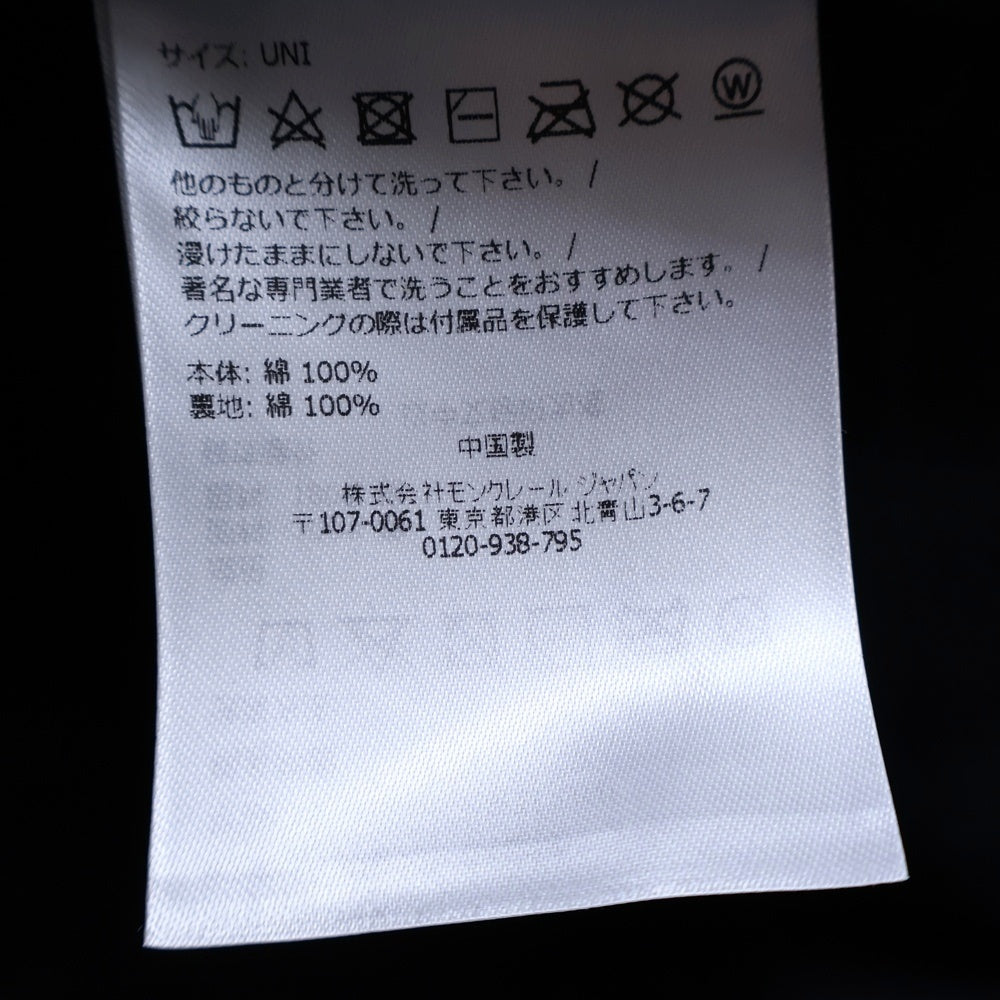 サイズ: UNI
W
他のものと分けて洗って下さい。 /
絞らないで下さい。 /
浸けたままにしないで下さい。 /
著名な専門業者で洗うことをおすすめします。 /
クリーニングの際は付属品を保護して下さい。
本体: 綿 100%
裏地: 綿 100%
中国製
株式会社モンクレール ジャパン
〒107-0061 東京都港区 北青山3-6-7
0120-938-795